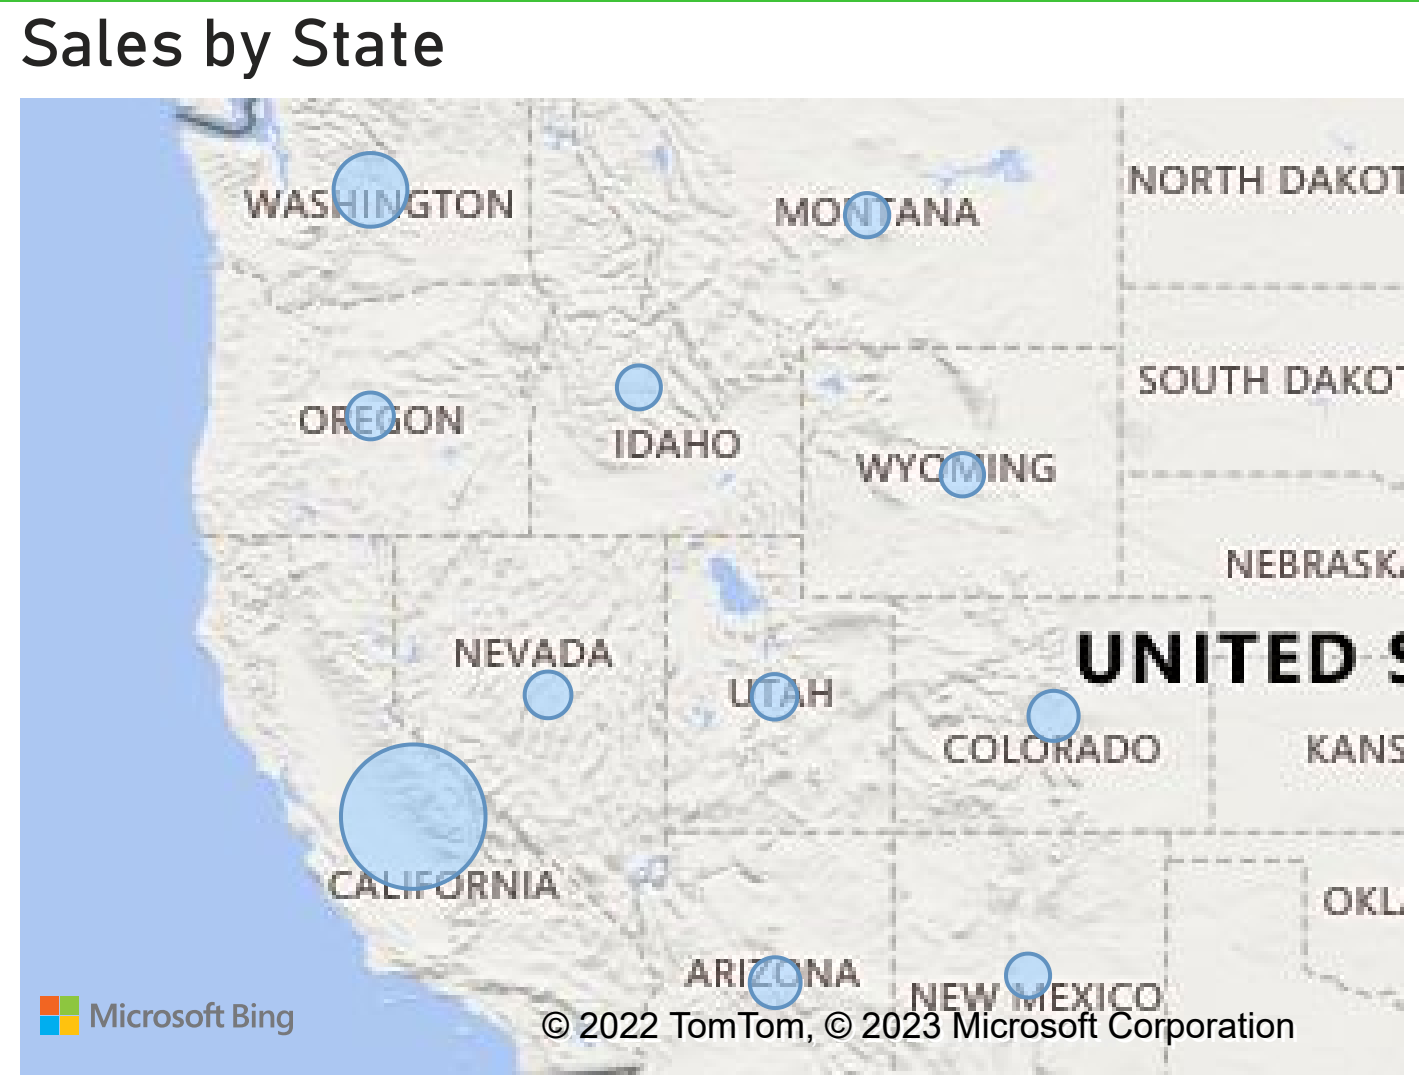 Sales by State
WASHINGTON
MONTANA
NORTH DAKOT
OREGON
IDAHO
SOUTH DAKOT
WYOMING
NEBRASKA
NEVADA
UNITED S
UTAH
COLORADO
KANS
CALIFORNIA
OKL
ARIZONA
NEW MEXICO
Microsoft Bing
© 2022 TomTom, © 2023 Microsoft Corporation